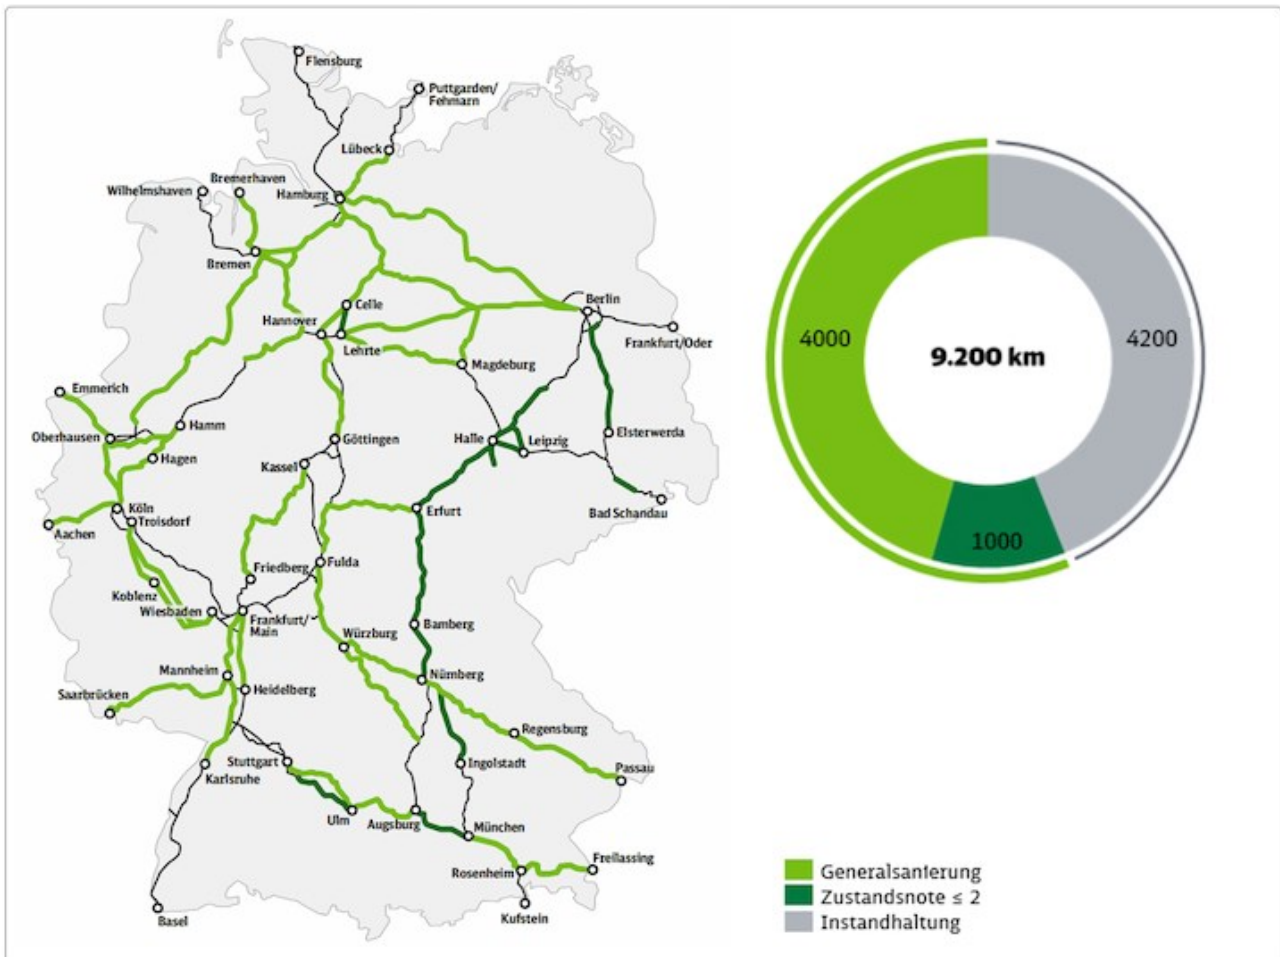 Flensburg
Puttgarden/
Fehmarn
Lübeck
Bremerhaven
Wilhelmshaven
Hamburg
Bremen
Celle
Berlin
Hannover
Lehrte
Frankfurt/Oder
Magdeburg
Emmerich
Hamm
Oberhausen
Göttingen
Halle
Leipzig
Elsterwerda
Hagen
Kassel
Köln
Troisdorf
Erfurt
Bad Schandau
Aachen
Friedberg
Fulda
Koblenz
Wiesbaden
Frankfurt/
Main
Würzburg
Bamberg
Mannheim
Nürnberg
Saarbrücken
Heidelberg
Regensburg
Stuttgart
Ingolstadt
Passau
Karlsruhe
Ulm
Augsburg
München
Rosenheim
Freilassing
Basel
Kufstein
4000
9.200 km
4200
1000
Generalsanierung
Zustandsnote ≤ 2
Instandhaltung